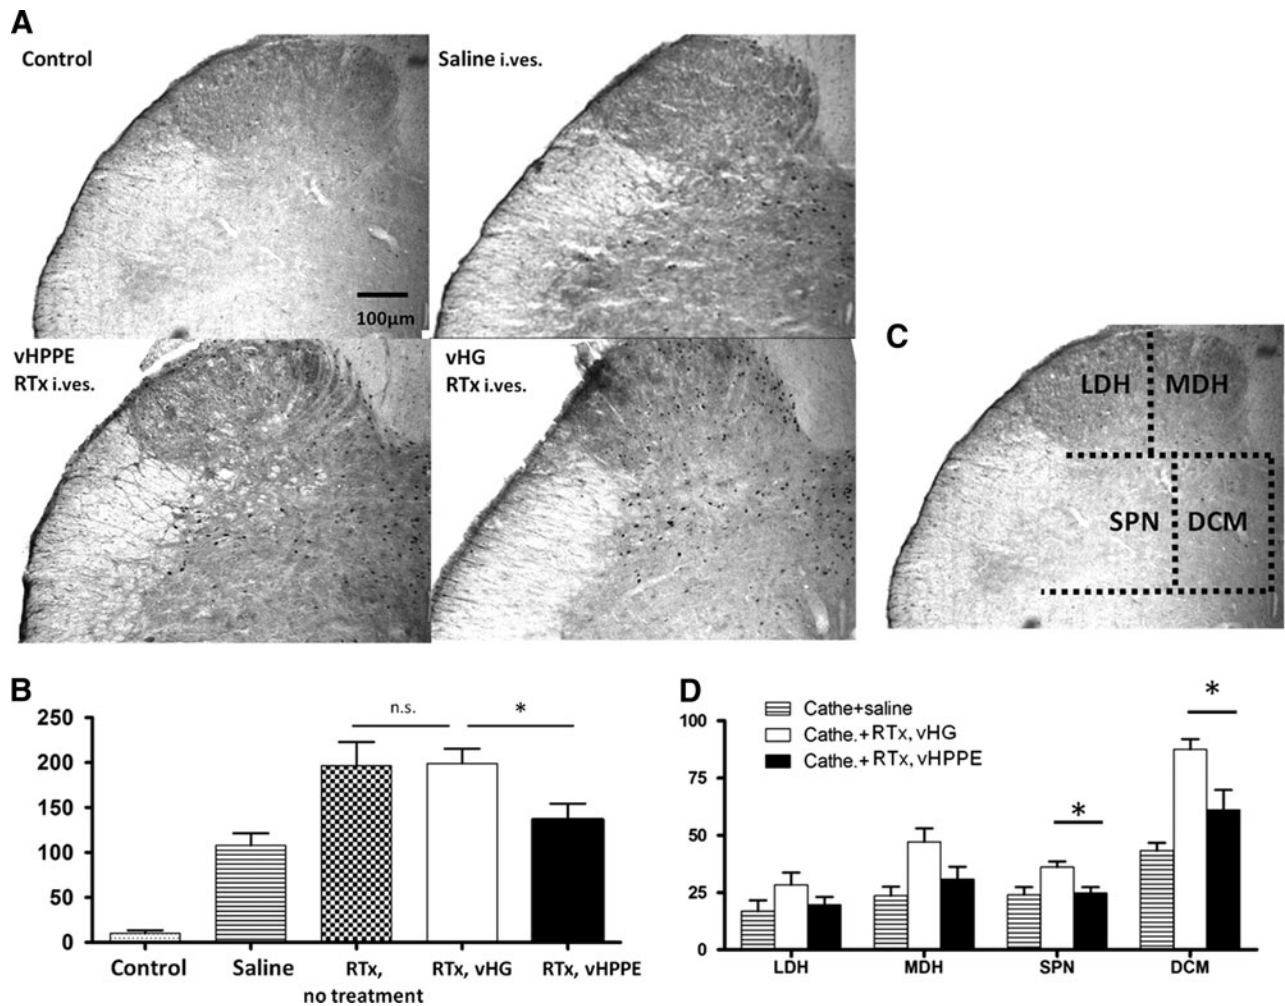 A
Control
Saline i.ves.
100µm
vHPPE
RTx i.ves.
vHG
RTx i.ves.
C
LDH
MDH
SPN
DCM
B
250
200
150
100
50
0
n.s.
*
Control
Saline
RTx,
no treatment
RTx, vHG
RTx, vHPPE
D
Cathe+saline
Cathe.+RTx, vHG
Cathe.+RTx, vHPPE
100
75
50
25
0
*
*
LDH
MDH
SPN
DCM